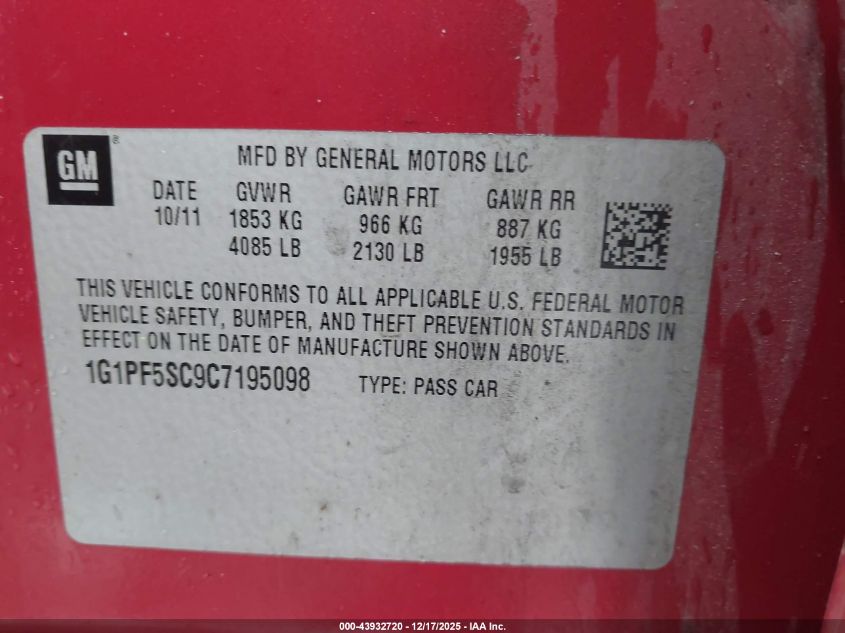 GM ®
MFD BY GENERAL MOTORS LLC
DATE GVWR GAWR FRT GAWR RR
10/11 1853 KG 966 KG 887 KG
4085 LB 2130 LB 1955 LB
THIS VEHICLE CONFORMS TO ALL APPLICABLE U.S. FEDERAL MOTOR
VEHICLE SAFETY, BUMPER, AND THEFT PREVENTION STANDARDS IN
EFFECT ON THE DATE OF MANUFACTURE SHOWN ABOVE.
1G1PF5SC9C7195098 TYPE: PASS CAR
000-43932720 - 12/17/2025 - IAA Inc.